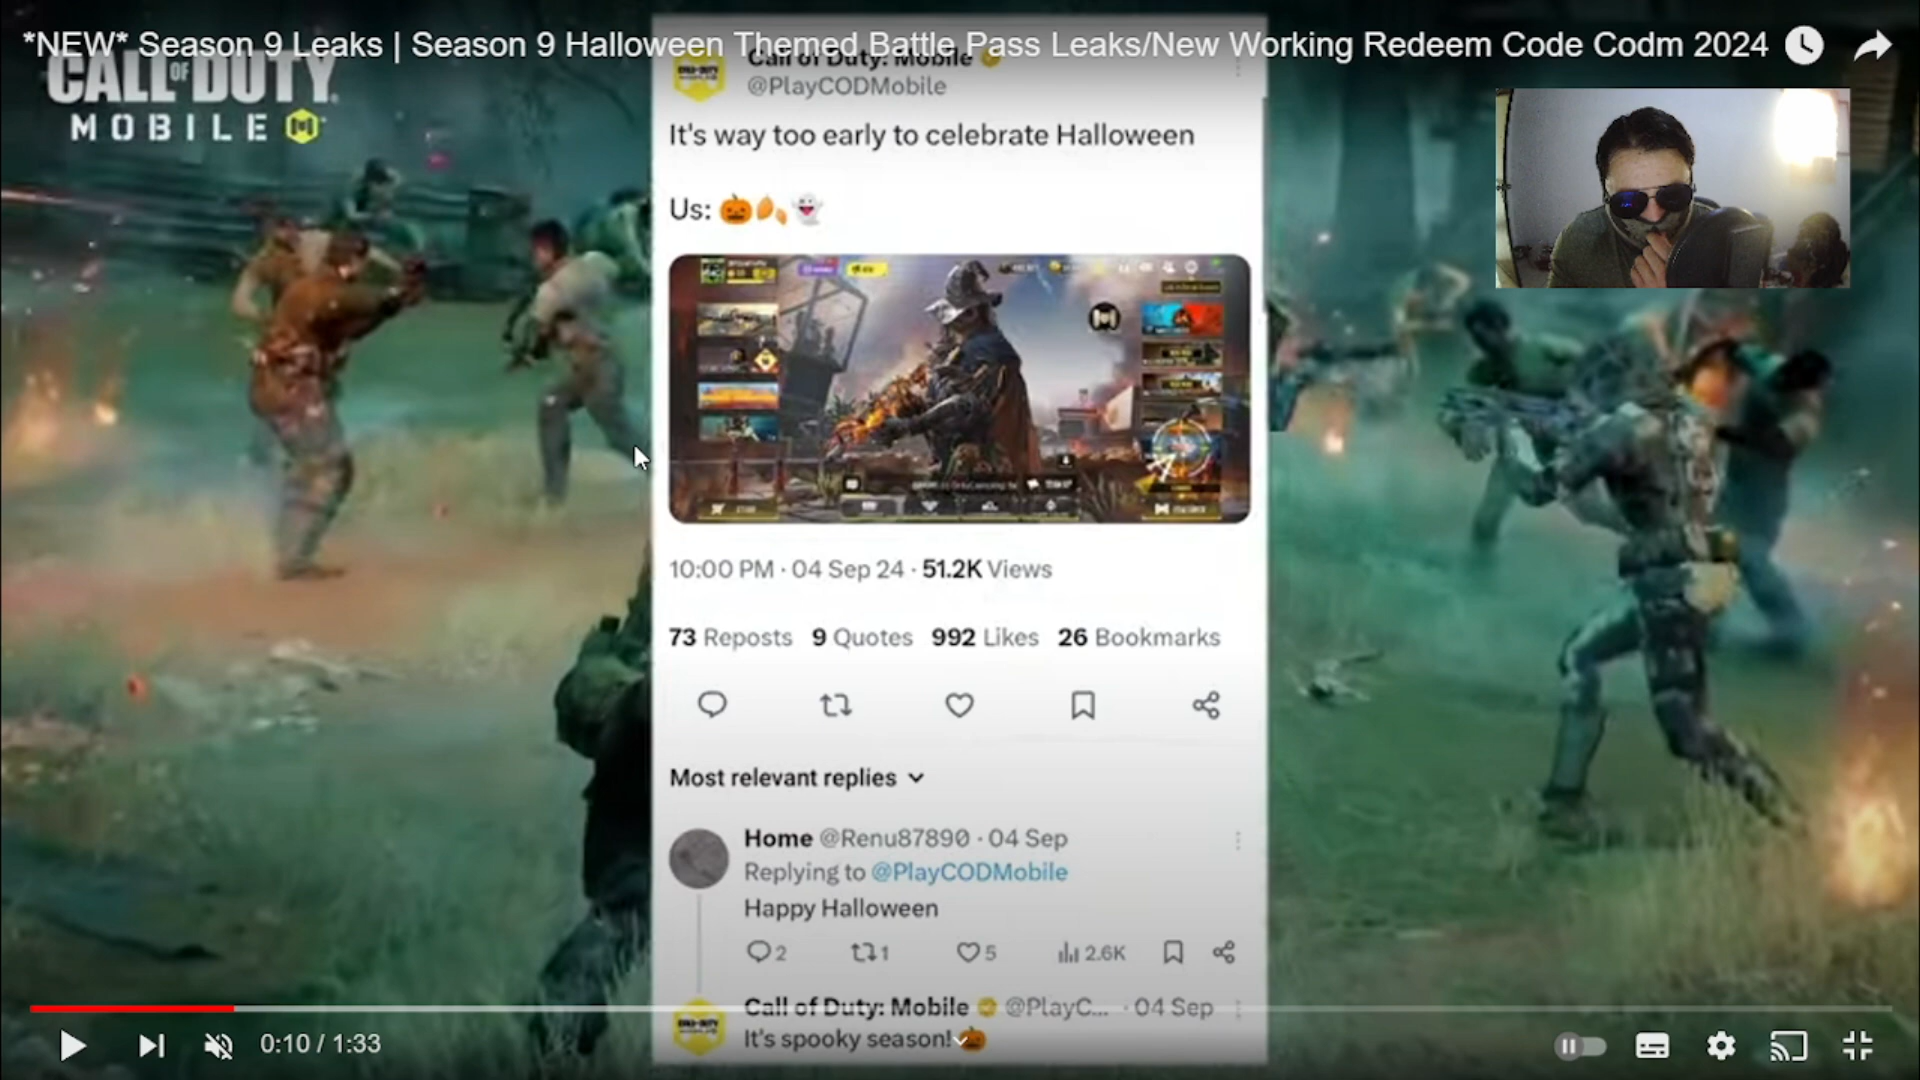 *NEW* Season 9 Leaks | Season 9 Halloween Themed Battle Pass Leaks/New Working Redeem Code Codm 2024
CALL OF DUTY
MOBILE
Call of Duty: Mobile
@PlayCODMobile
It's way too early to celebrate Halloween
Us: 🎃🍂👻
10:00 PM · 04 Sep 24 · 51.2K Views
73 Reposts 9 Quotes 992 Likes 26 Bookmarks
Most relevant replies
Home @Renu87890 · 04 Sep
Replying to @PlayCODMobile
Happy Halloween
2 1 5 2.6K
Call of Duty: Mobile @PlayC... · 04 Sep
It's spooky season!🎃
0:10 / 1:33